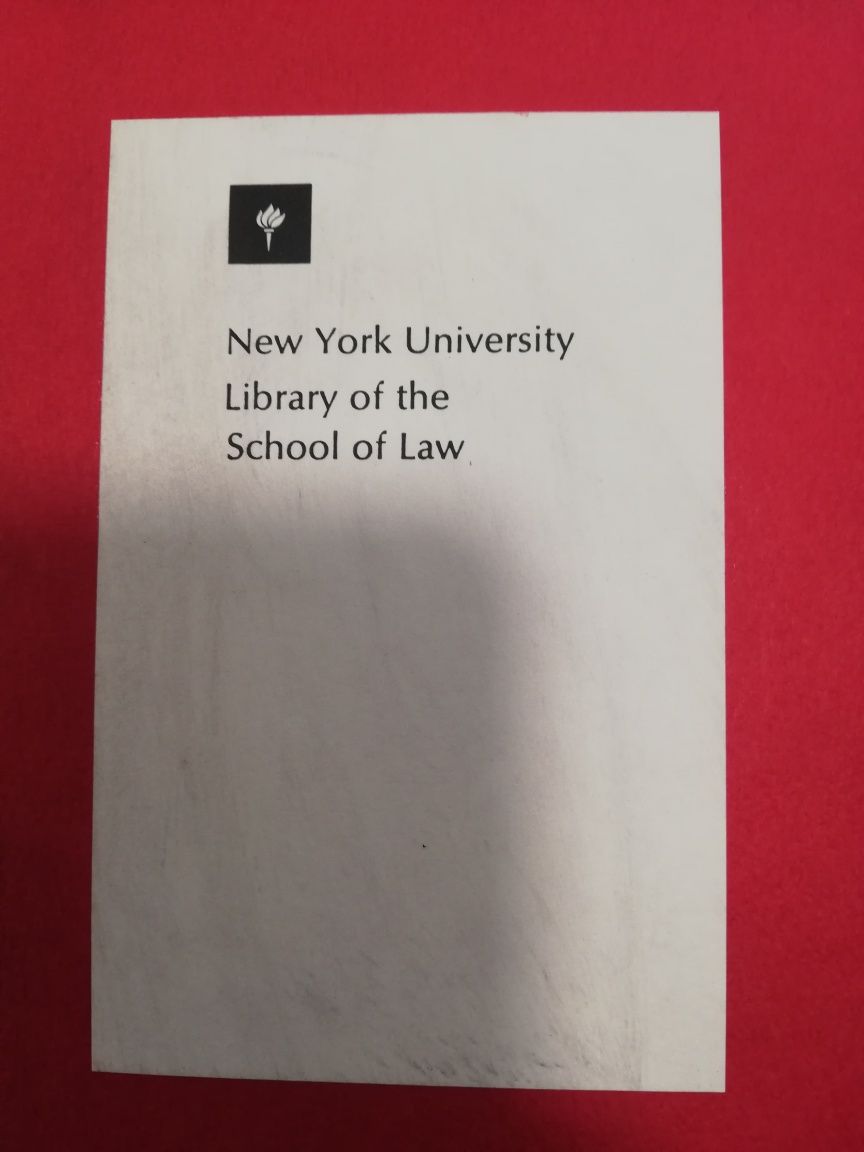 New York University
Library of the
School of Law